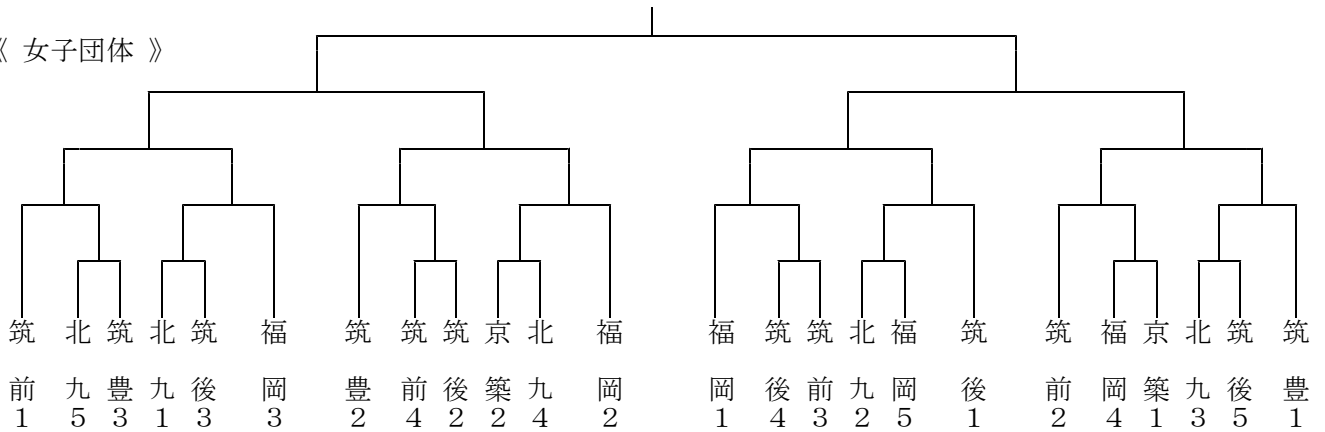 《 女子団体 》
筑 北 筑 北 筑 福 筑 筑 筑 京 北 福 福 筑 筑 北 福 筑 筑 福 京 北 筑 筑
前 九 豊 九 後 岡 豊 前 後 築 九 岡 岡 後 前 九 岡 後 前 岡 築 九 後 豊
1 5 3 1 3 3 2 4 2 2 4 2 1 4 3 2 5 1 2 4 1 3 5 1